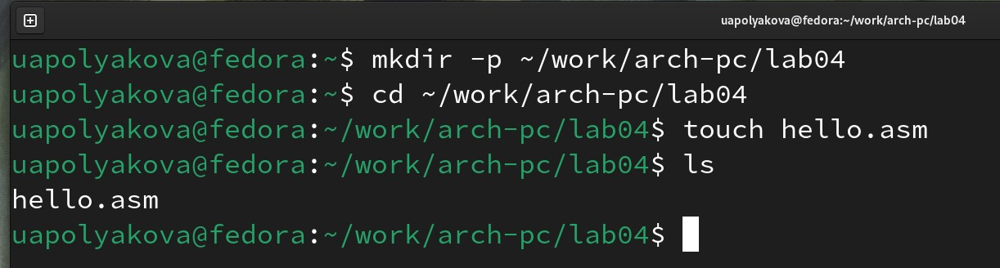 uapolyakova@fedora:~/work/arch-pc/lab04
uapolyakova@fedora:~$ mkdir -p ~/work/arch-pc/lab04
uapolyakova@fedora:~$ cd ~/work/arch-pc/lab04
uapolyakova@fedora:~/work/arch-pc/lab04$ touch hello.asm
uapolyakova@fedora:~/work/arch-pc/lab04$ ls
hello.asm
uapolyakova@fedora:~/work/arch-pc/lab04$